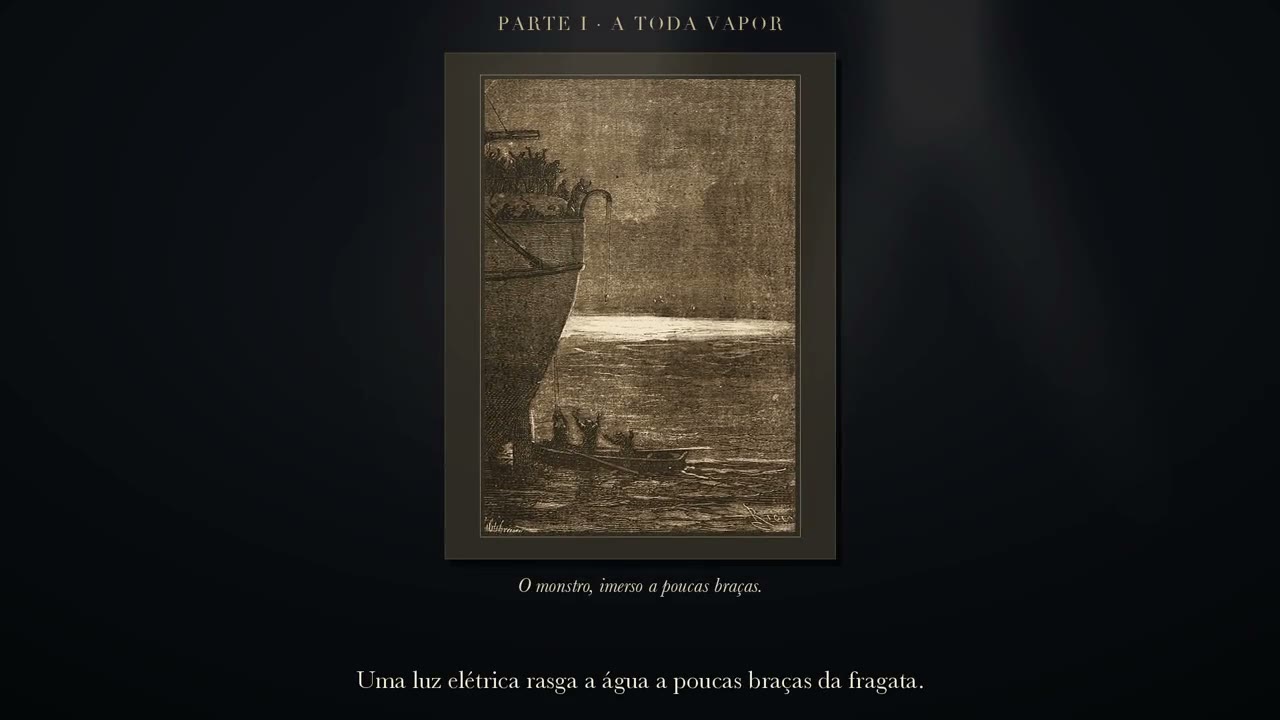 PARTE I · A TODA VAPOR
O monstro, imerso a poucas braças.
Uma luz elétrica rasga a água a poucas braças da fragata.